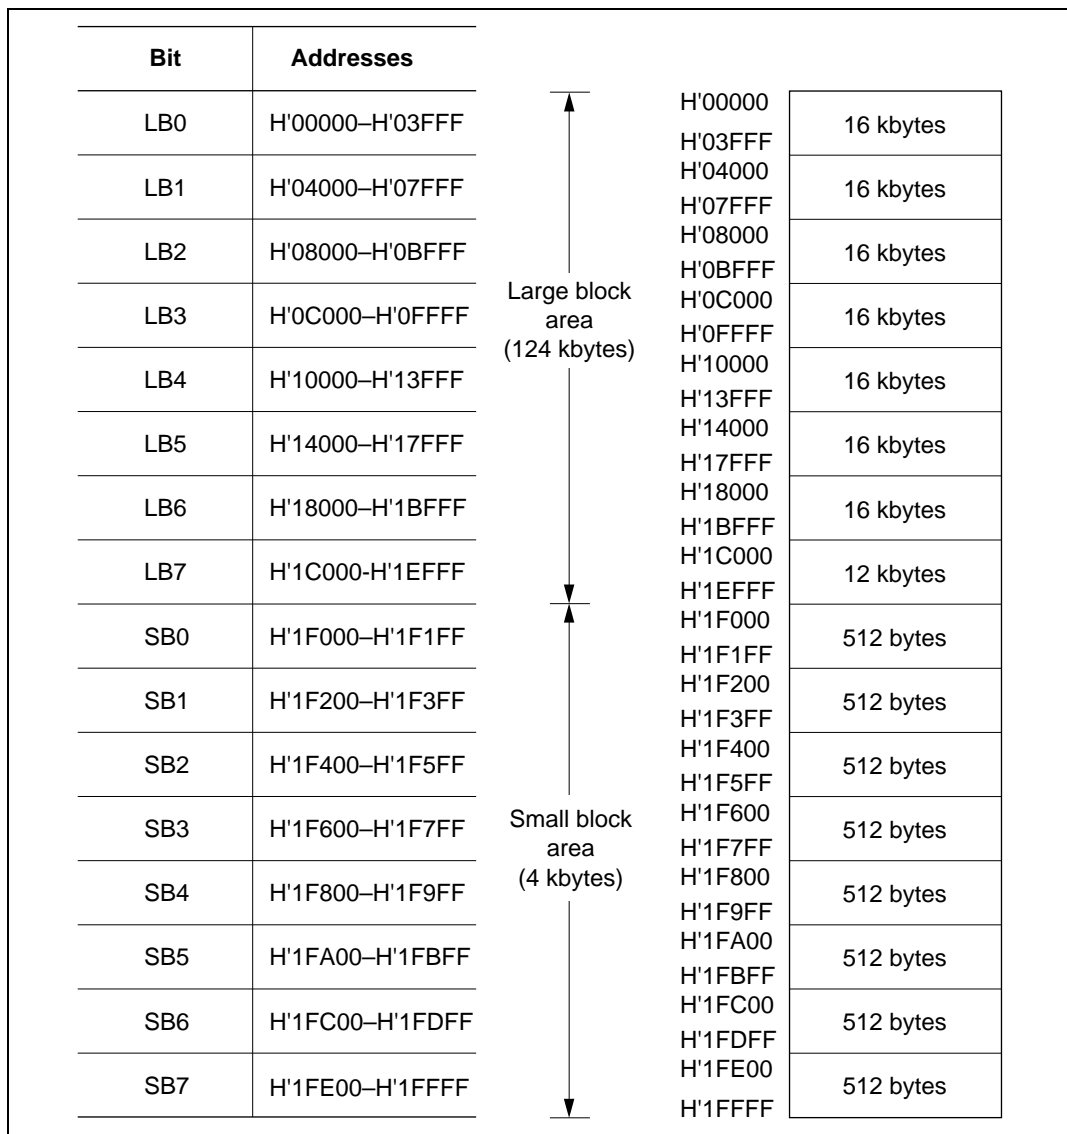 Bit Addresses
LB0 H'00000–H'03FFF
LB1 H'04000–H'07FFF
LB2 H'08000–H'0BFFF
LB3 H'0C000–H'0FFFF
LB4 H'10000–H'13FFF
LB5 H'14000–H'17FFF
LB6 H'18000–H'1BFFF
LB7 H'1C000-H'1EFFF
SB0 H'1F000–H'1F1FF
SB1 H'1F200–H'1F3FF
SB2 H'1F400–H'1F5FF
SB3 H'1F600–H'1F7FF
SB4 H'1F800–H'1F9FF
SB5 H'1FA00–H'1FBFF
SB6 H'1FC00–H'1FDFF
SB7 H'1FE00–H'1FFFF
Large block
area
(124 kbytes)
Small block
area
(4 kbytes)
H'00000
16 kbytes
H'03FFF
H'04000
16 kbytes
H'07FFF
H'08000
16 kbytes
H'0BFFF
H'0C000
16 kbytes
H'0FFFF
H'10000
16 kbytes
H'13FFF
H'14000
16 kbytes
H'17FFF
H'18000
16 kbytes
H'1BFFF
H'1C000
12 kbytes
H'1EFFF
H'1F000
512 bytes
H'1F1FF
H'1F200
512 bytes
H'1F3FF
H'1F400
512 bytes
H'1F5FF
H'1F600
512 bytes
H'1F7FF
H'1F800
512 bytes
H'1F9FF
H'1FA00
512 bytes
H'1FBFF
H'1FC00
512 bytes
H'1FDFF
H'1FE00
512 bytes
H'1FFFF